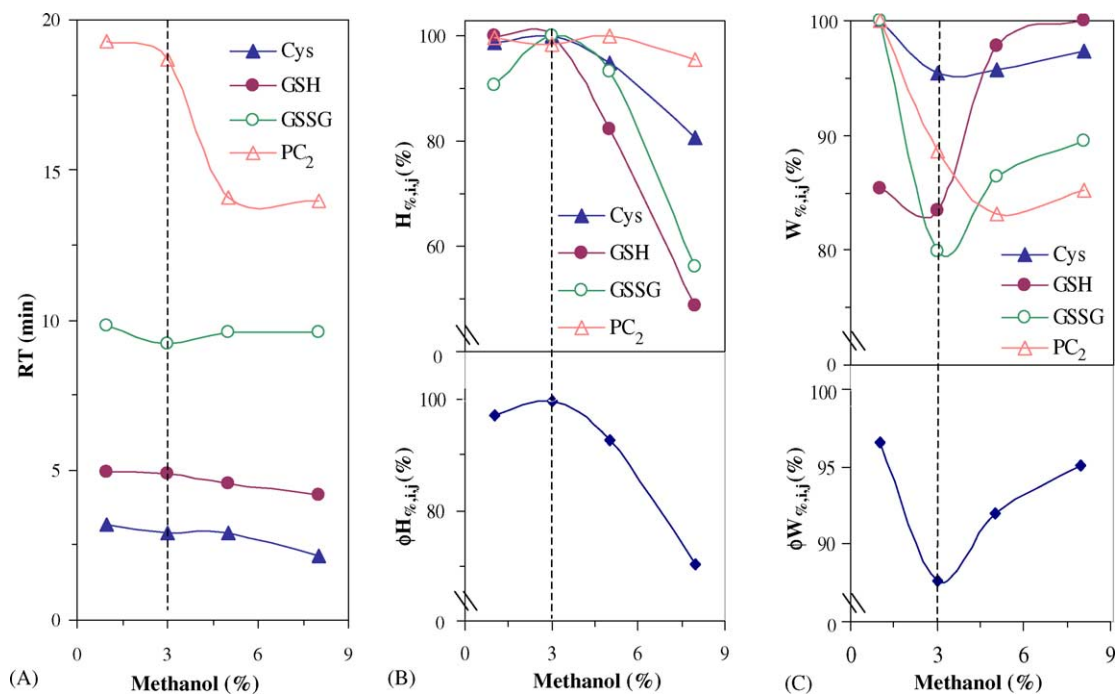 20
15
10
5
0
RT (min)
Cys
GSH
GSSG
PC2
0
3
6
9
Methanol (%)
(A)
100
80
60
0
H%,i,j(%)
Cys
GSH
GSSG
PC2
100
80
0
ϕH%,i,j(%)
0
3
6
9
Methanol (%)
(B)
100
90
80
0
W%,i,j(%)
Cys
GSH
GSSG
PC2
100
95
90
0
ϕW%,i,j(%)
0
3
6
9
Methanol (%)
(C)